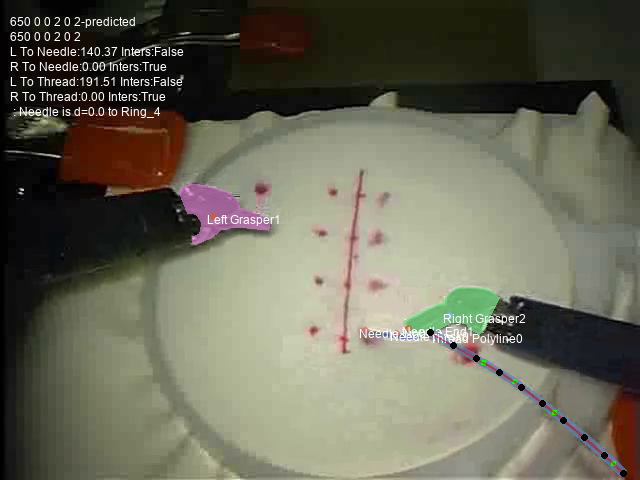 650 0 0 2 0 2-predicted
650 0 0 2 0 2
L To Needle:140.37 Inters:False
R To Needle:0.00 Inters:True
L To Thread:191.51 Inters:False
R To Thread:0.00 Inters:True
: Needle is d=0.0 to Ring_4
Left Grasper1
Right Grasper2
Needle End1
Thread Polyline0